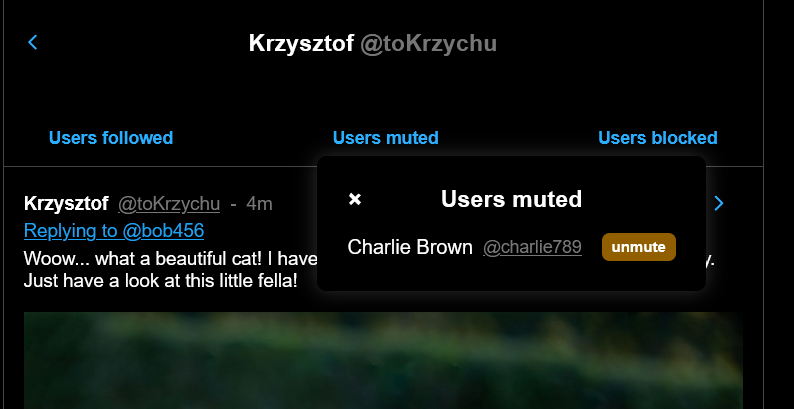 Krzysztof @toKrzychu
Users followed Users muted Users blocked
Krzysztof @toKrzychu - 4m
Replying to @bob456
Woow... what a beautiful cat! I have y.
Just have a look at this little fella!
× Users muted
Charlie Brown @charlie789 unmute